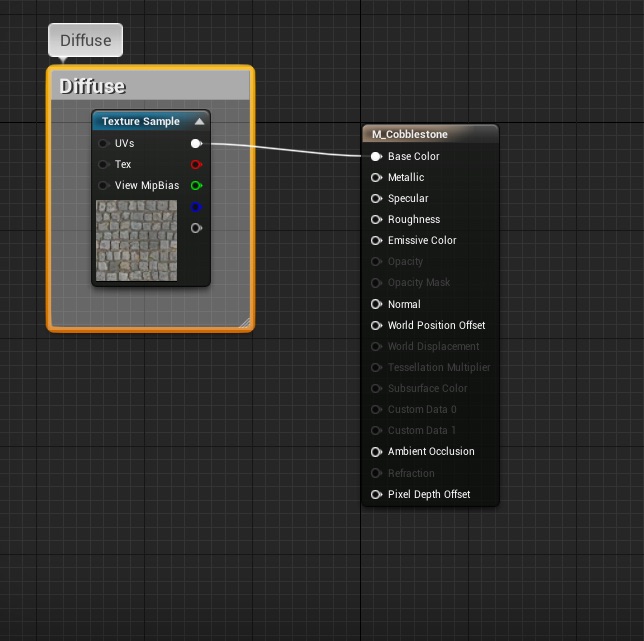 Diffuse
Diffuse
Texture Sample
UVs
Tex
View MipBias
M_Cobblestone
Base Color
Metallic
Specular
Roughness
Emissive Color
Opacity
Opacity Mask
Normal
World Position Offset
World Displacement
Tessellation Multiplier
Subsurface Color
Custom Data 0
Custom Data 1
Ambient Occlusion
Refraction
Pixel Depth Offset